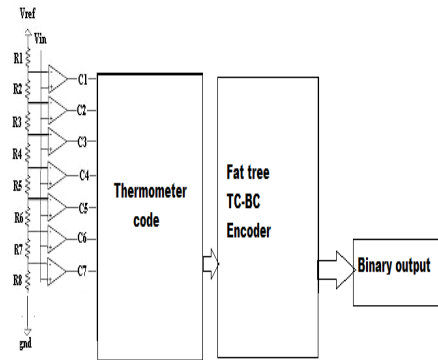 Vref
Vin
R1
R2
R3
R4
R5
R6
R7
R8
gnd
C1
C2
C3
C4
C5
C6
C7
Thermometer
code
Fat tree
TC-BC
Encoder
Binary output